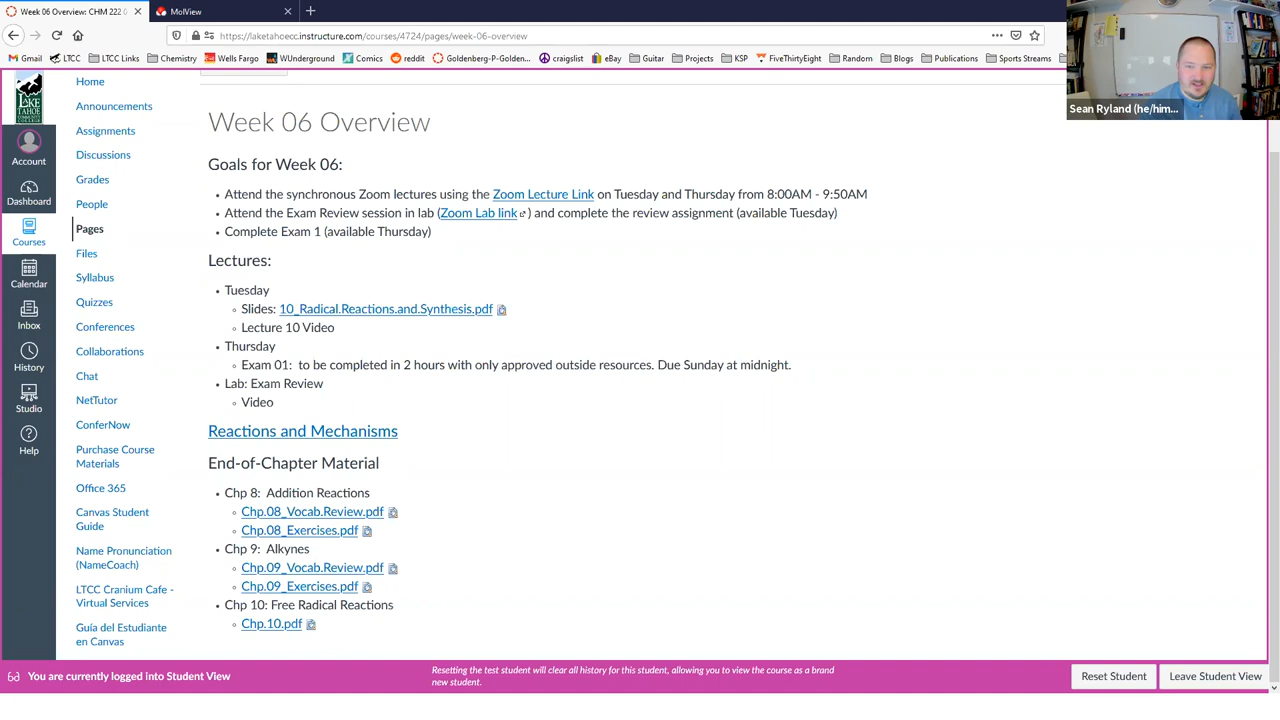 Week 06 Overview: CHM 222
MolView
https://laketahoecc.instructure.com/courses/4724/pages/week-06-overview
Gmail LTCC LTCC Links Chemistry Wells Fargo WUnderground Comics reddit Goldenberg-P-Golden... craigslist eBay Guitar Projects KSP FiveThirtyEight Random Blogs Publications Sports Streams
Sean Ryland (he/him...
LAKE
TAHOE
Account
Dashboard
Courses
Calendar
Inbox
History
Studio
Help
Home
Announcements
Assignments
Discussions
Grades
People
Pages
Files
Syllabus
Quizzes
Conferences
Collaborations
Chat
NetTutor
ConferNow
Purchase Course
Materials
Office 365
Canvas Student
Guide
Name Pronunciation
(NameCoach)
LTCC Cranium Cafe -
Virtual Services
Guía del Estudiante
en Canvas
Week 06 Overview
Goals for Week 06:
• Attend the synchronous Zoom lectures using the Zoom Lecture Link on Tuesday and Thursday from 8:00AM - 9:50AM
• Attend the Exam Review session in lab (Zoom Lab link ) and complete the review assignment (available Tuesday)
• Complete Exam 1 (available Thursday)
Lectures:
• Tuesday
◦ Slides: 10_Radical.Reactions.and.Synthesis.pdf
◦ Lecture 10 Video
• Thursday
◦ Exam 01: to be completed in 2 hours with only approved outside resources. Due Sunday at midnight.
• Lab: Exam Review
◦ Video
Reactions and Mechanisms
End-of-Chapter Material
• Chp 8: Addition Reactions
◦ Chp.08_Vocab.Review.pdf
◦ Chp.08_Exercises.pdf
• Chp 9: Alkynes
◦ Chp.09_Vocab.Review.pdf
◦ Chp.09_Exercises.pdf
• Chp 10: Free Radical Reactions
◦ Chp.10.pdf
You are currently logged into Student View
Resetting the test student will clear all history for this student, allowing you to view the course as a brand
new student.
Reset Student
Leave Student View